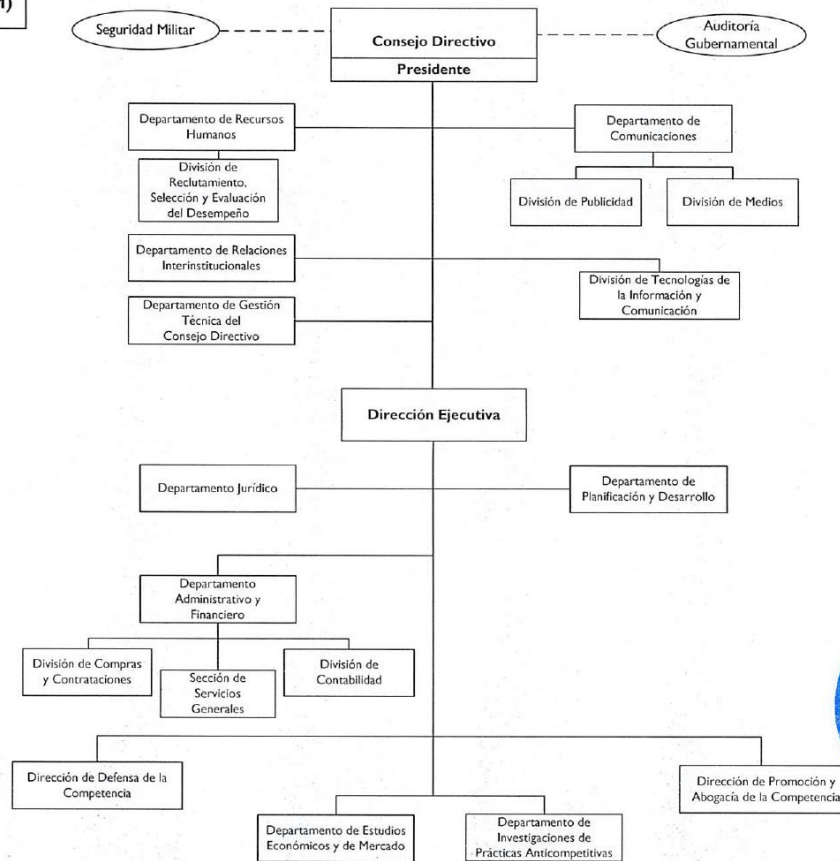 Seguridad Militar
Consejo Directivo
Presidente
Auditoría
Gubernamental
Departamento de Recursos
Humanos
Departamento de
Comunicaciones
División de
Reclutamiento,
Selección y Evaluación
del Desempeño
División de Publicidad
División de Medios
Departamento de Relaciones
Interinstitucionales
División de Tecnologías de
la Información y
Comunicación
Departamento de Gestión
Técnica del
Consejo Directivo
Dirección Ejecutiva
Departamento Jurídico
Departamento de
Planificación y Desarrollo
Departamento
Administrativo y
Financiero
División de Compras
y Contrataciones
Sección de
Servicios
Generales
División de
Contabilidad
Dirección de Defensa de la
Competencia
Dirección de Promoción y
Abogacía de la Competencia
Departamento de Estudios
Económicos y de Mercado
Departamento de
Investigaciones de
Prácticas Anticompetitivas